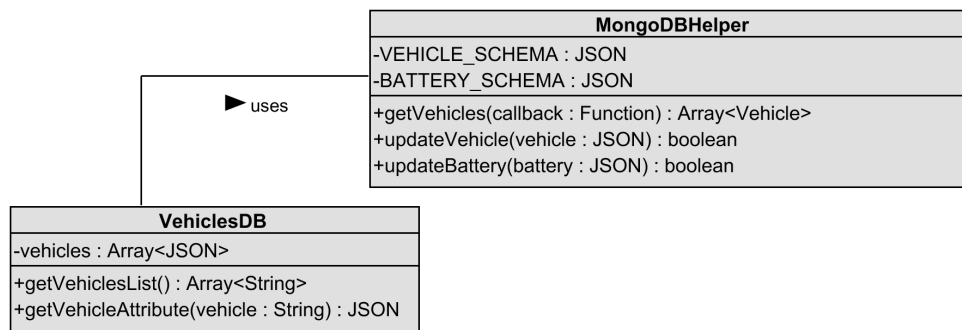 MongoDBHelper
-VEHICLE_SCHEMA : JSON
-BATTERY_SCHEMA : JSON
+getVehicles(callback : Function) : Array<Vehicle>
+updateVehicle(vehicle : JSON) : boolean
+updateBattery(battery : JSON) : boolean
uses
VehiclesDB
-vehicles : Array<JSON>
+getVehiclesList() : Array<String>
+getVehicleAttribute(vehicle : String) : JSON